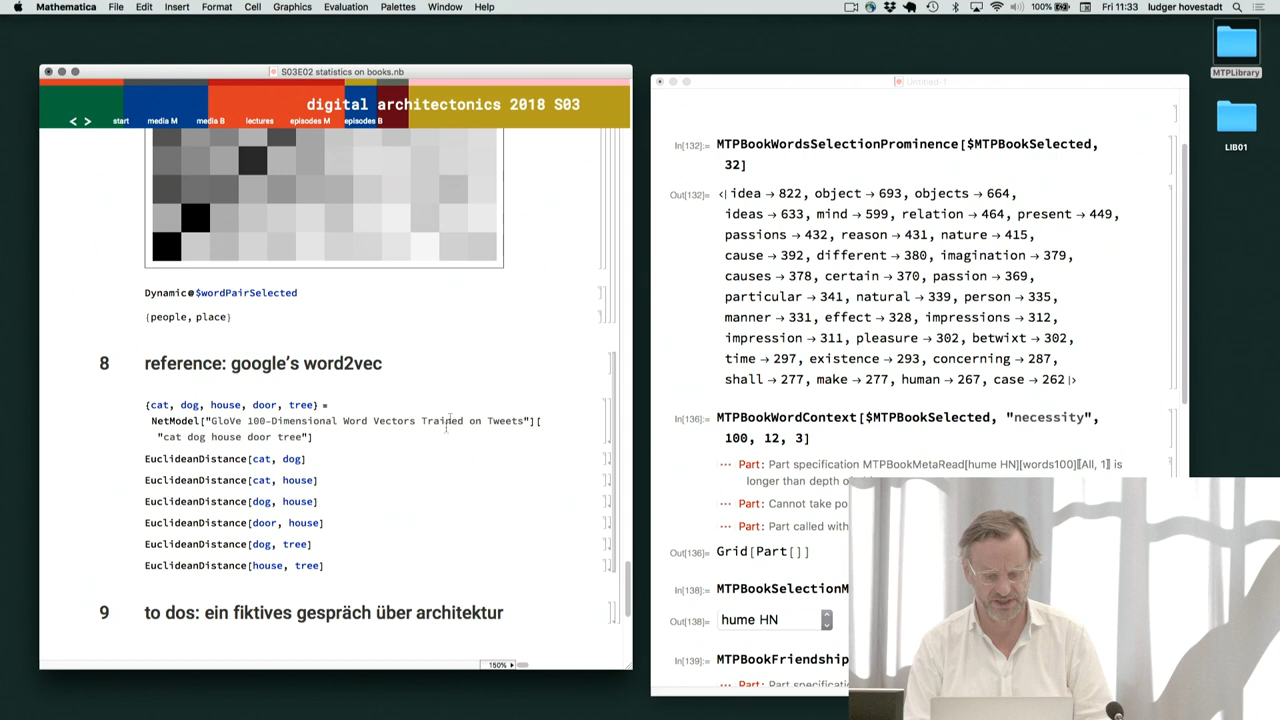 Mathematica File Edit Insert Format Cell Graphics Evaluation Palettes Window Help
100% Fri 11:33 ludger hovestadt
S03E02 statistics on books.nb
digital architectonics 2018 S03
< > start media M media B lectures episodes M episodes B
Dynamic@$wordPairSelected
{people, place}
8 reference: google’s word2vec
{cat, dog, house, door, tree} =
NetModel["GloVe 100-Dimensional Word Vectors Trained on Tweets"][
"cat dog house door tree"]
EuclideanDistance[cat, dog]
EuclideanDistance[cat, house]
EuclideanDistance[dog, house]
EuclideanDistance[door, house]
EuclideanDistance[dog, tree]
EuclideanDistance[house, tree]
9 to dos: ein fiktives gespräch über architektur
150%
Untitled-1
In[132]:= MTPBookWordsSelectionProminence[$MTPBookSelected,
32]
Out[132]= <| idea → 822, object → 693, objects → 664,
ideas → 633, mind → 599, relation → 464, present → 449,
passions → 432, reason → 431, nature → 415,
cause → 392, different → 380, imagination → 379,
causes → 378, certain → 370, passion → 369,
particular → 341, natural → 339, person → 335,
manner → 331, effect → 328, impressions → 312,
impression → 311, pleasure → 302, betwixt → 302,
time → 297, existence → 293, concerning → 287,
shall → 277, make → 277, human → 267, case → 262 |>
In[136]:= MTPBookWordContext[$MTPBookSelected, "necessity",
100, 12, 3]
Part: Part specification MTPBookMetaRead[hume HN][words100]〚All, 1〛 is
longer than depth of
Part: Cannot take po
Part: Part called with
Out[136]= Grid[Part[]]
In[138]:= MTPBookSelectionM
Out[138]= hume HN
In[139]:= MTPBookFriendship
Part: Part specificati
MTPLibrary
LIB01